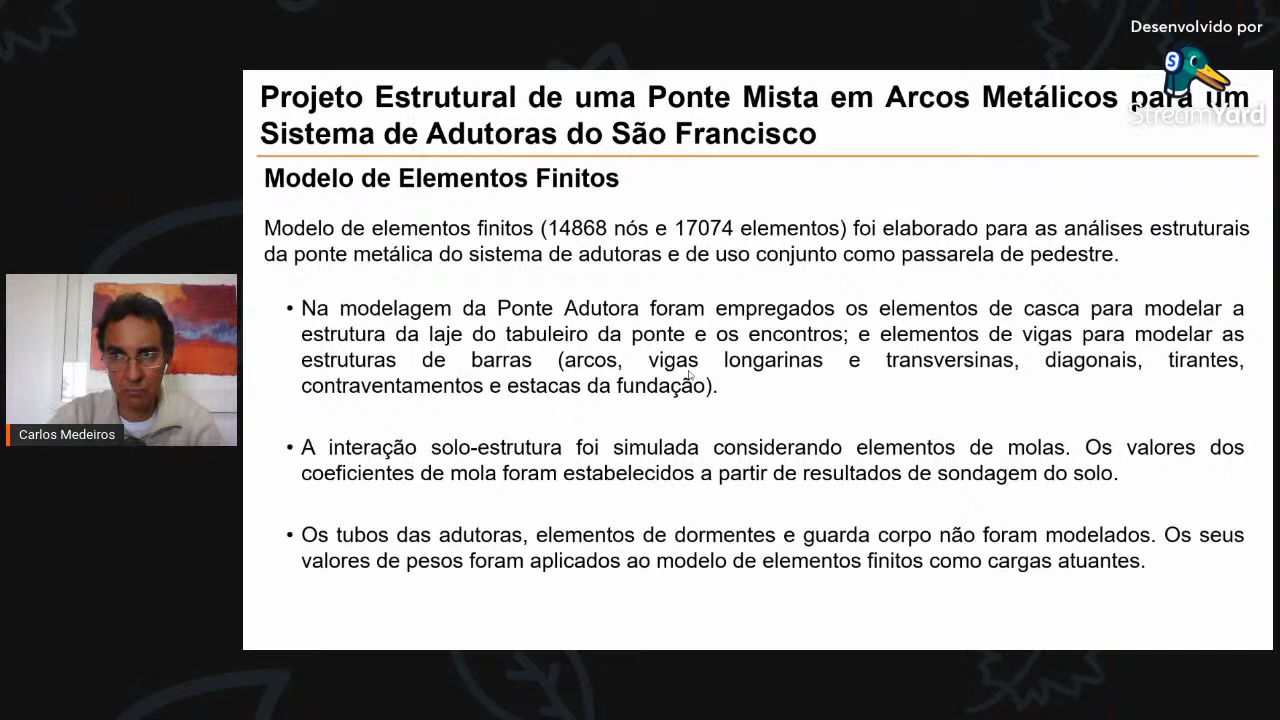 Desenvolvido por
StreamYard
Projeto Estrutural de uma Ponte Mista em Arcos Metálicos para um
Sistema de Adutoras do São Francisco
Modelo de Elementos Finitos
Modelo de elementos finitos (14868 nós e 17074 elementos) foi elaborado para as análises estruturais
da ponte metálica do sistema de adutoras e de uso conjunto como passarela de pedestre.
• Na modelagem da Ponte Adutora foram empregados os elementos de casca para modelar a
estrutura da laje do tabuleiro da ponte e os encontros; e elementos de vigas para modelar as
estruturas de barras (arcos, vigas longarinas e transversinas, diagonais, tirantes,
contraventamentos e estacas da fundação).
• A interação solo-estrutura foi simulada considerando elementos de molas. Os valores dos
coeficientes de mola foram estabelecidos a partir de resultados de sondagem do solo.
• Os tubos das adutoras, elementos de dormentes e guarda corpo não foram modelados. Os seus
valores de pesos foram aplicados ao modelo de elementos finitos como cargas atuantes.
Carlos Medeiros